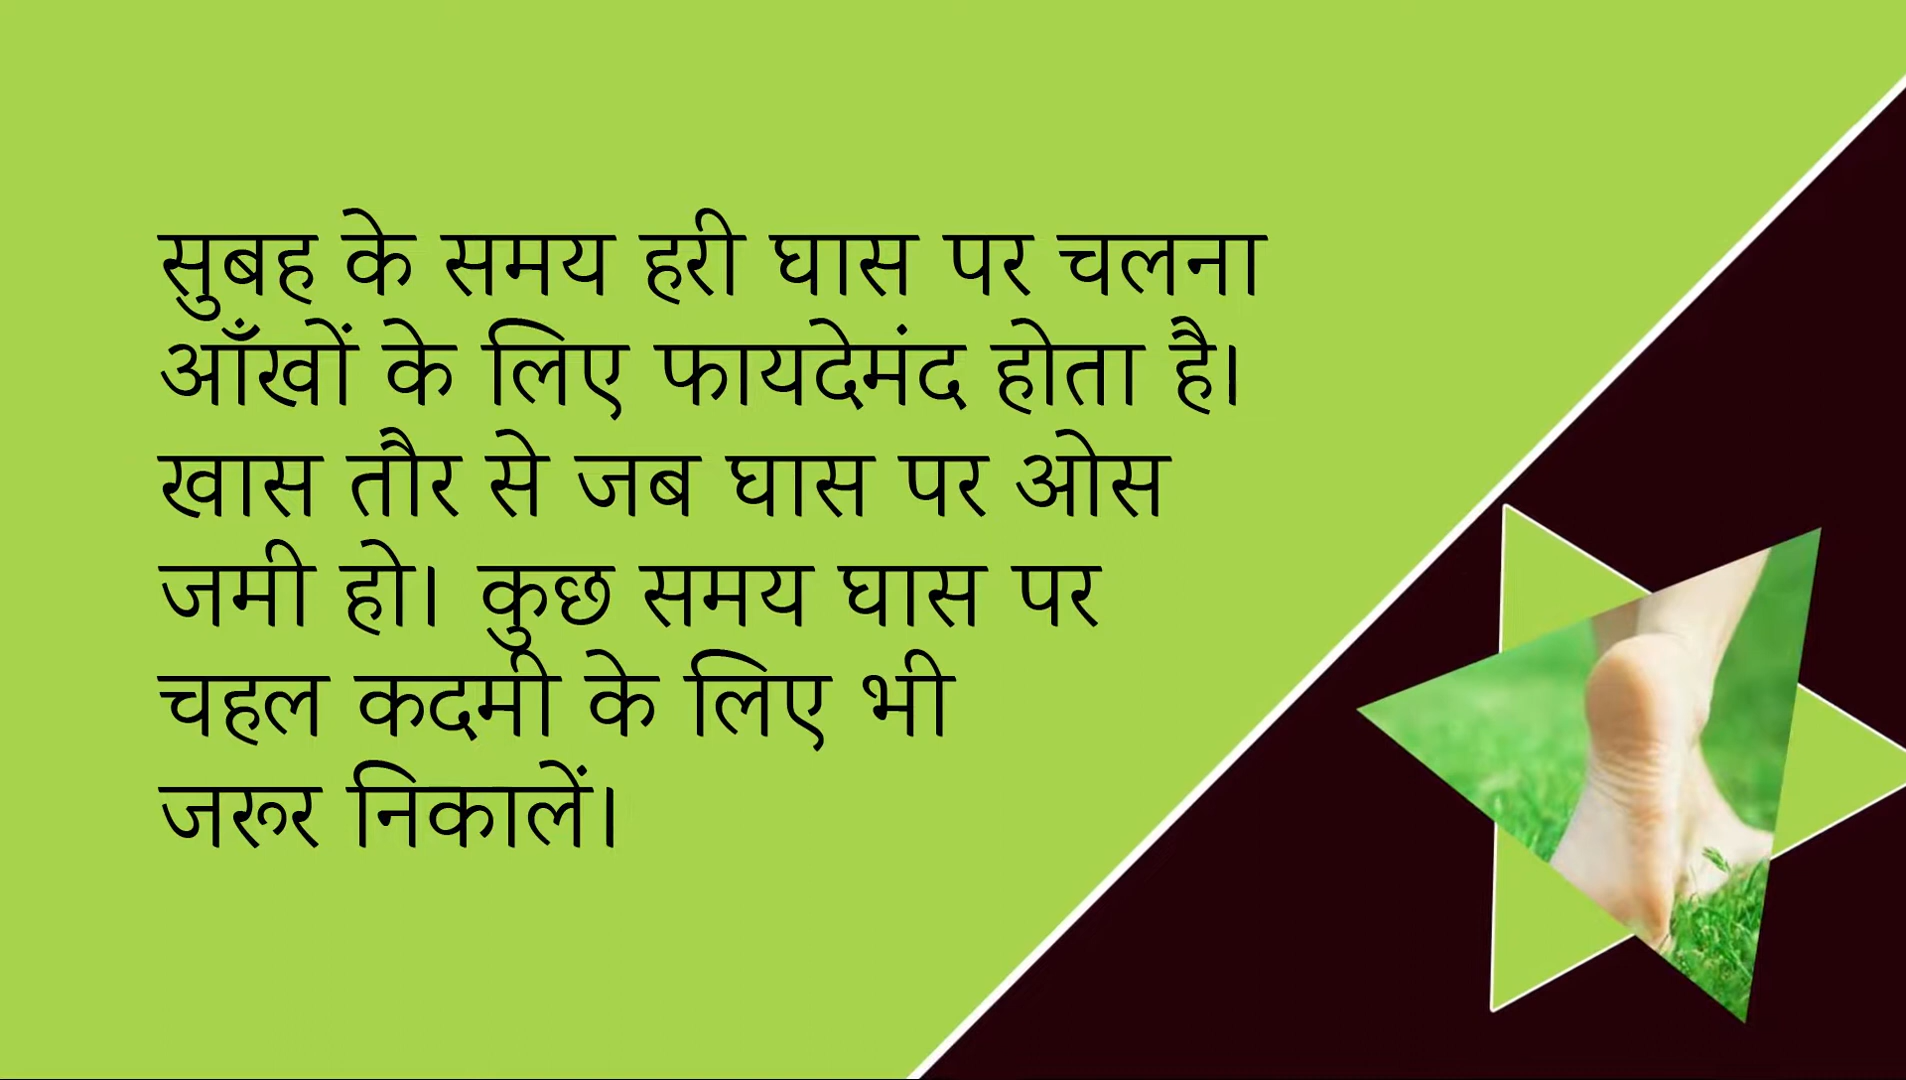 सुबह के समय हरी घास पर चलना
आँखों के लिए फायदेमंद होता है।
खास तौर से जब घास पर ओस
जमी हो। कुछ समय घास पर
चहल कदमी के लिए भी
जरूर निकालें।